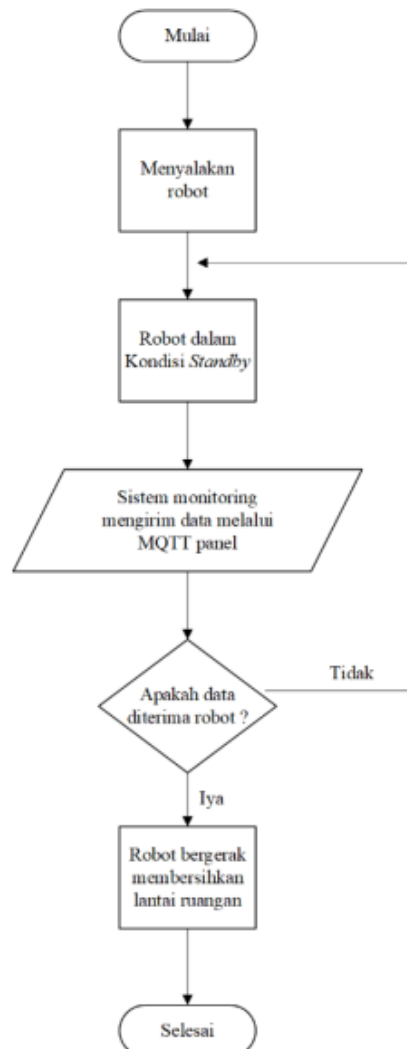 Mulai
Menyalakan
robot
Robot dalam
Kondisi Standby
Sistem monitoring
mengirim data melalui
MQTT panel
Tidak
Apakah data
diterima robot ?
Iya
Robot bergerak
membersihkan
lantai ruangan
Selesai